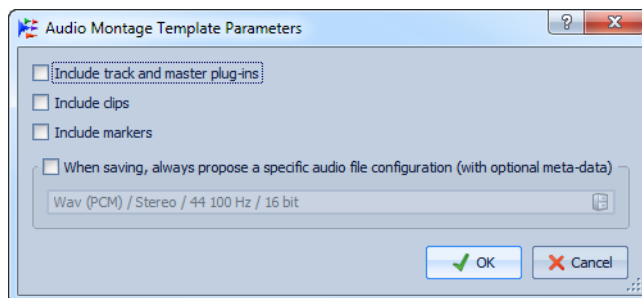 Audio Montage Template Parameters
Include track and master plug-ins
Include clips
Include markers
When saving, always propose a specific audio file configuration (with optional meta-data)
Wav (PCM) / Stereo / 44 100 Hz / 16 bit
OK
Cancel